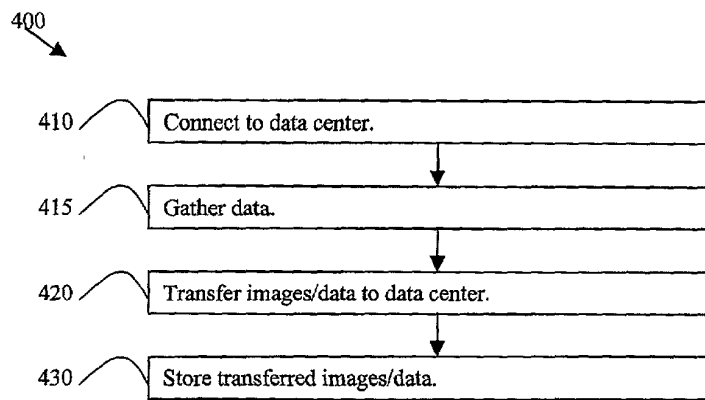 400
410 Connect to data center.
415 Gather data.
420 Transfer images/data to data center.
430 Store transferred images/data.